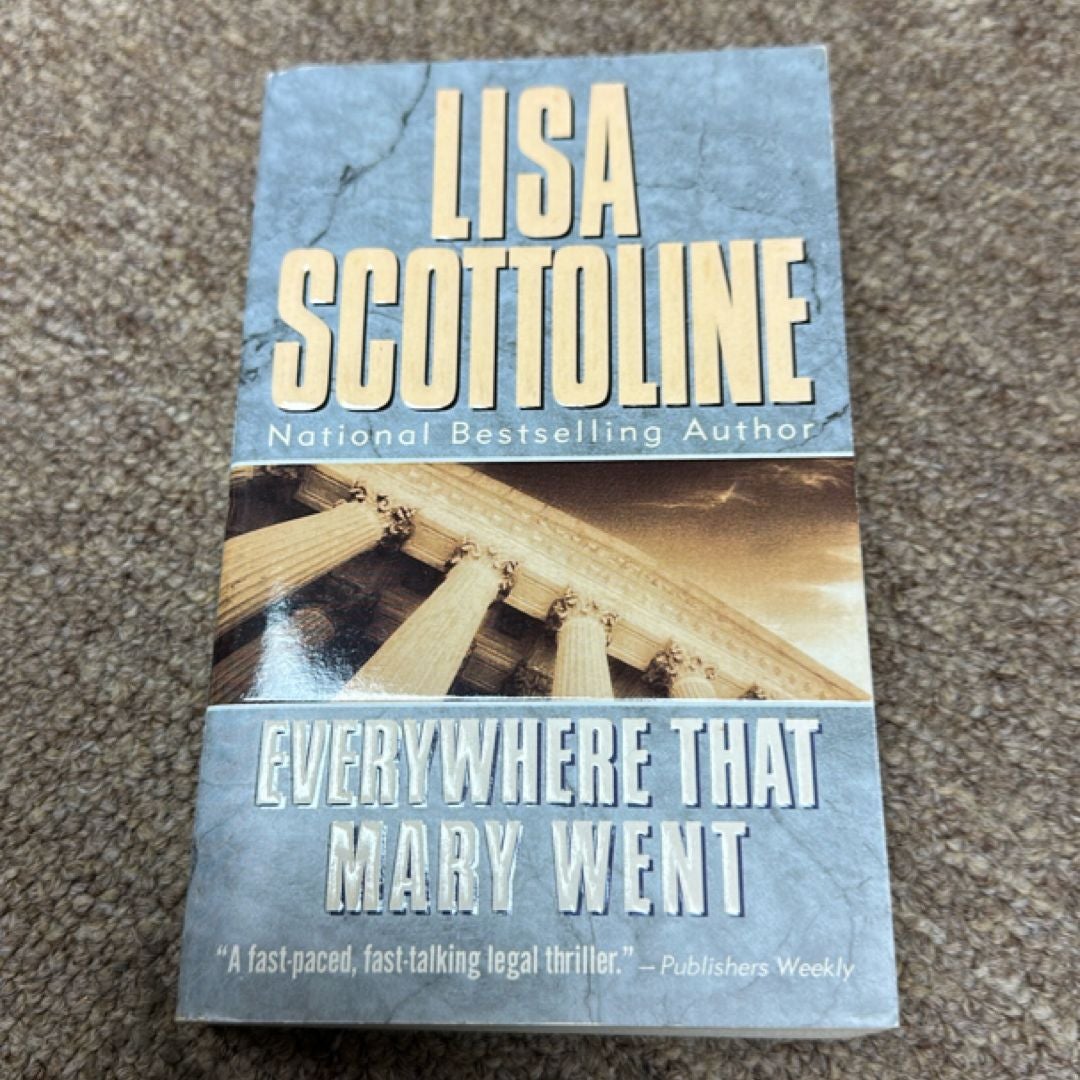 LISA
SCOTTOLINE
National Bestselling Author
EVERYWHERE THAT
MARY WENT
“A fast-paced, fast-talking legal thriller.” – Publishers Weekly